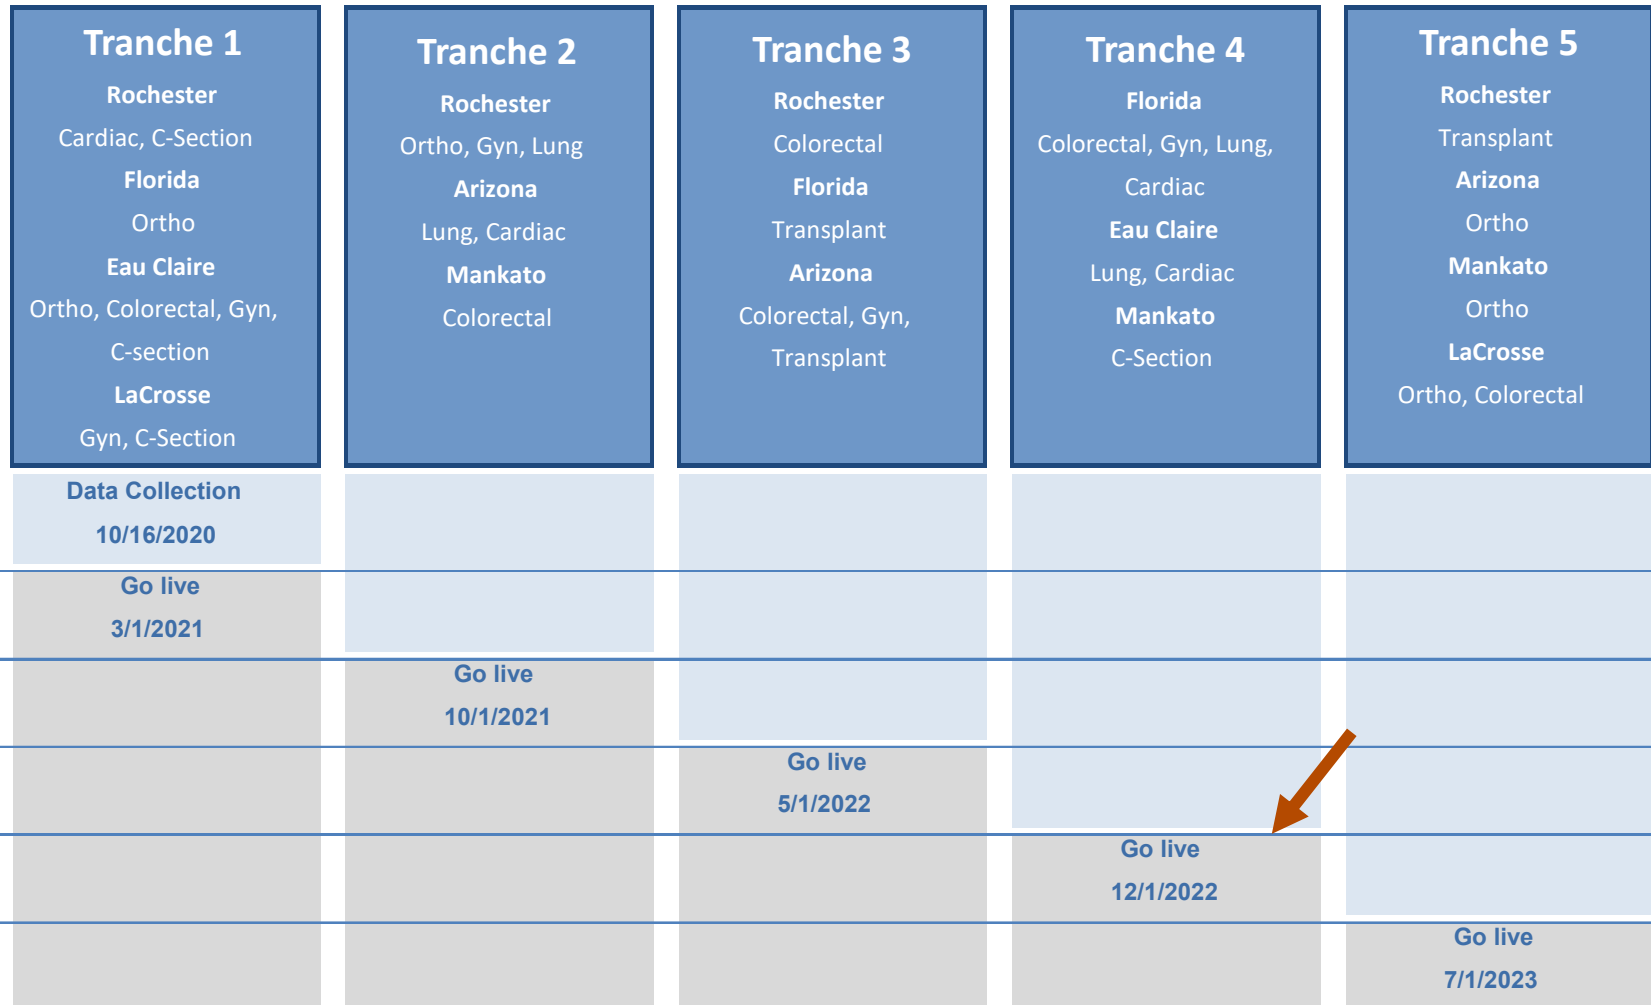 Tranche 1
Rochester
Cardiac, C-Section
Florida
Ortho
Eau Claire
Ortho, Colorectal, Gyn,
C-section
LaCrosse
Gyn, C-Section
Tranche 2
Rochester
Ortho, Gyn, Lung
Arizona
Lung, Cardiac
Mankato
Colorectal
Tranche 3
Rochester
Colorectal
Florida
Transplant
Arizona
Colorectal, Gyn,
Transplant
Tranche 4
Florida
Colorectal, Gyn, Lung,
Cardiac
Eau Claire
Lung, Cardiac
Mankato
C-Section
Tranche 5
Rochester
Transplant
Arizona
Ortho
Mankato
Ortho
LaCrosse
Ortho, Colorectal
Data Collection
10/16/2020
Go live
3/1/2021
Go live
10/1/2021
Go live
5/1/2022
Go live
12/1/2022
Go live
7/1/2023